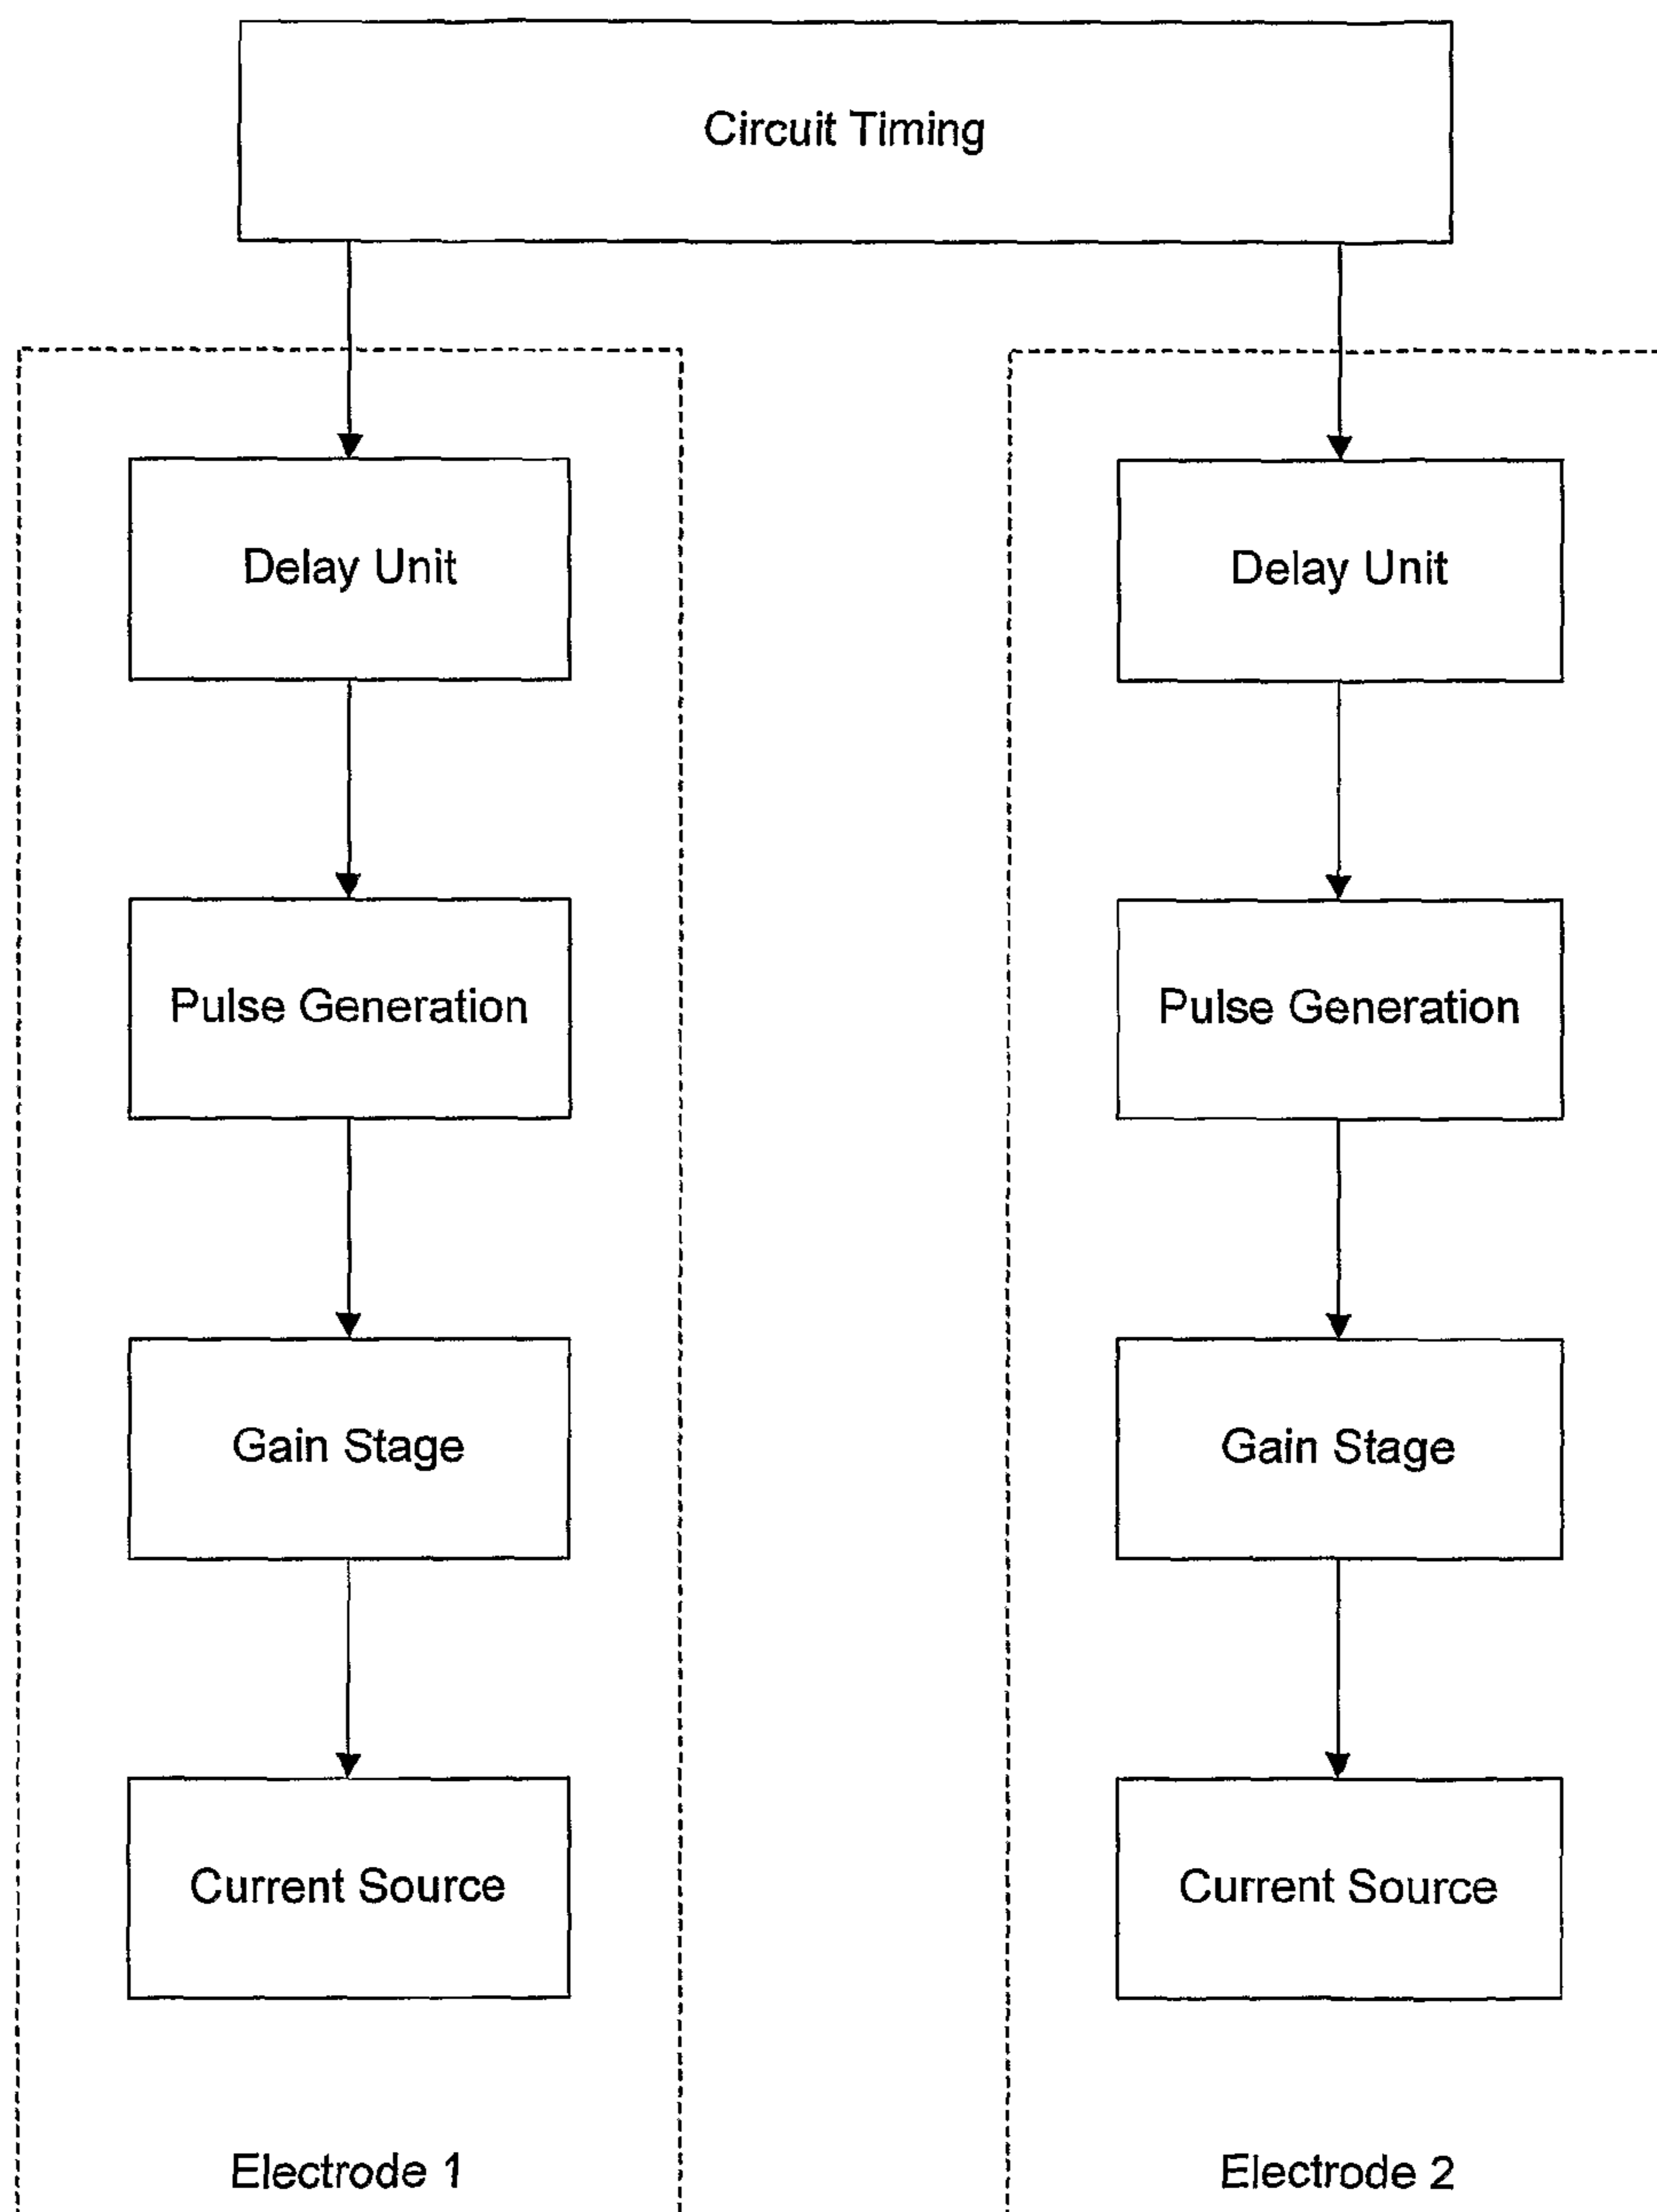 Circuit Timing
Delay Unit
Pulse Generation
Gain Stage
Current Source
Electrode 1
Delay Unit
Pulse Generation
Gain Stage
Current Source
Electrode 2